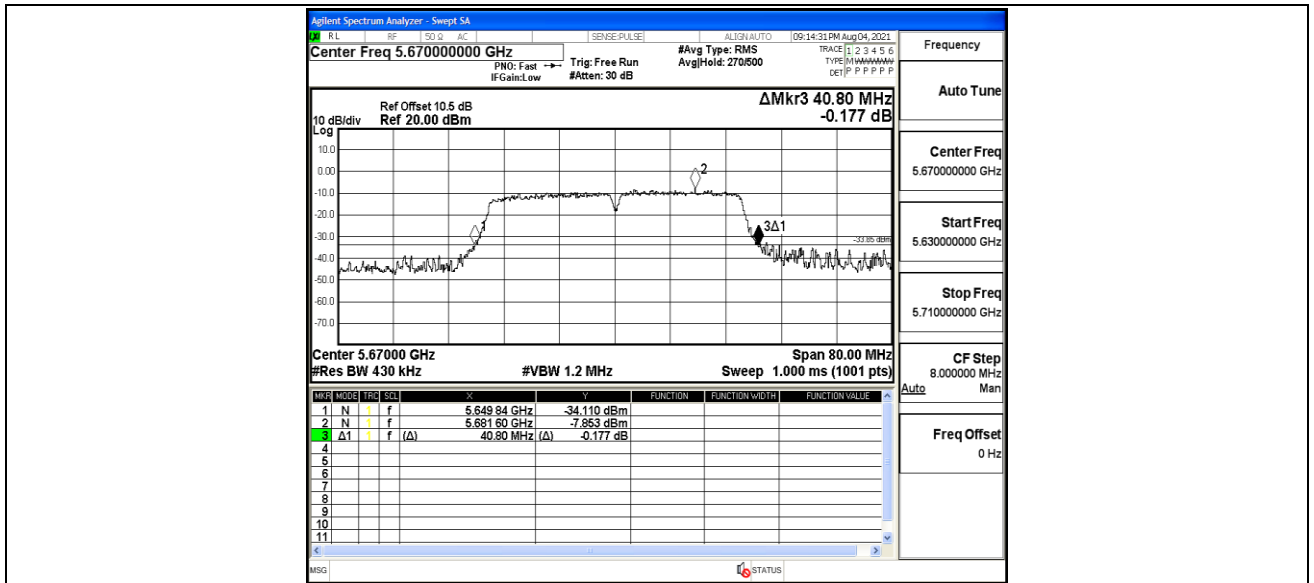 Agilent Spectrum Analyzer - Swept SA
LXI RL RF 50 Ω AC SENSE:PULSE ALIGN AUTO 09:14:31 PM Aug 04, 2021
Center Freq 5.670000000 GHz
PNO: Fast
IFGain:Low
Trig: Free Run
#Atten: 30 dB
#Avg Type: RMS
Avg|Hold: 270/500
TRACE 1 2 3 4 5 6
TYPE M W W W W W
DET P P P P P P
Ref Offset 10.5 dB
10 dB/div Ref 20.00 dBm
Log
ΔMkr3 40.80 MHz
-0.177 dB
10.0
0.00
-10.0
-20.0
-30.0
-40.0
-50.0
-60.0
-70.0
2
1
3Δ1
-33.85 dBm
Center 5.67000 GHz Span 80.00 MHz
#Res BW 430 kHz #VBW 1.2 MHz Sweep 1.000 ms (1001 pts)
MKR MODE TRC SCL X Y FUNCTION FUNCTION WIDTH FUNCTION VALUE
1 N 1 f 5.649 84 GHz -34.110 dBm
2 N 1 f 5.681 60 GHz -7.853 dBm
3 Δ1 1 f (Δ) 40.80 MHz (Δ) -0.177 dB
4
5
6
7
8
9
10
11
MSG STATUS
Frequency
Auto Tune
Center Freq
5.670000000 GHz
Start Freq
5.630000000 GHz
Stop Freq
5.710000000 GHz
CF Step
8.000000 MHz
Auto Man
Freq Offset
0 Hz